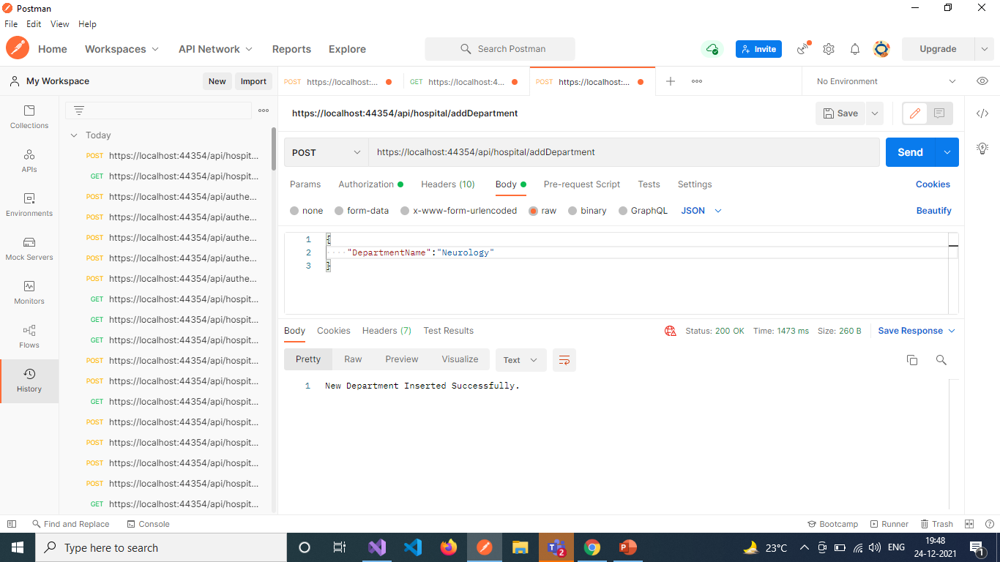 Postman
File Edit View Help
Home Workspaces API Network Reports Explore Search Postman Invite Upgrade
My Workspace New Import POST https://localhost:... GET https://localhost:4... POST https://localhost:... No Environment
https://localhost:44354/api/hospital/addDepartment Save
Collections
Today
POST https://localhost:44354/api/hospit...
POST https://localhost:44354/api/hospital/addDepartment Send
APIs
GET https://localhost:44354/api/hospit...
Params Authorization Headers (10) Body Pre-request Script Tests Settings Cookies
POST https://localhost:44354/api/authe...
Environments
none form-data x-www-form-urlencoded raw binary GraphQL JSON Beautify
POST https://localhost:44354/api/authe...
POST https://localhost:44354/api/authe...
1 {
2 "DepartmentName":"Neurology"
3 }
Mock Servers
POST https://localhost:44354/api/authe...
POST https://localhost:44354/api/authe...
Monitors
GET https://localhost:44354/api/hospit...
GET https://localhost:44354/api/hospit...
Body Cookies Headers (7) Test Results Status: 200 OK Time: 1473 ms Size: 260 B Save Response
Flows
GET https://localhost:44354/api/hospit...
POST https://localhost:44354/api/hospit...
Pretty Raw Preview Visualize Text
POST https://localhost:44354/api/hospit...
History
1 New Department Inserted Successfully.
GET https://localhost:44354/api/hospit...
POST https://localhost:44354/api/hospit...
POST https://localhost:44354/api/hospit...
POST https://localhost:44354/api/hospit...
POST https://localhost:44354/api/hospit...
GET https://localhost:44354/api/hospit...
Find and Replace Console Bootcamp Runner Trash
Type here to search 2 23°C ENG 19:48 1
24-12-2021